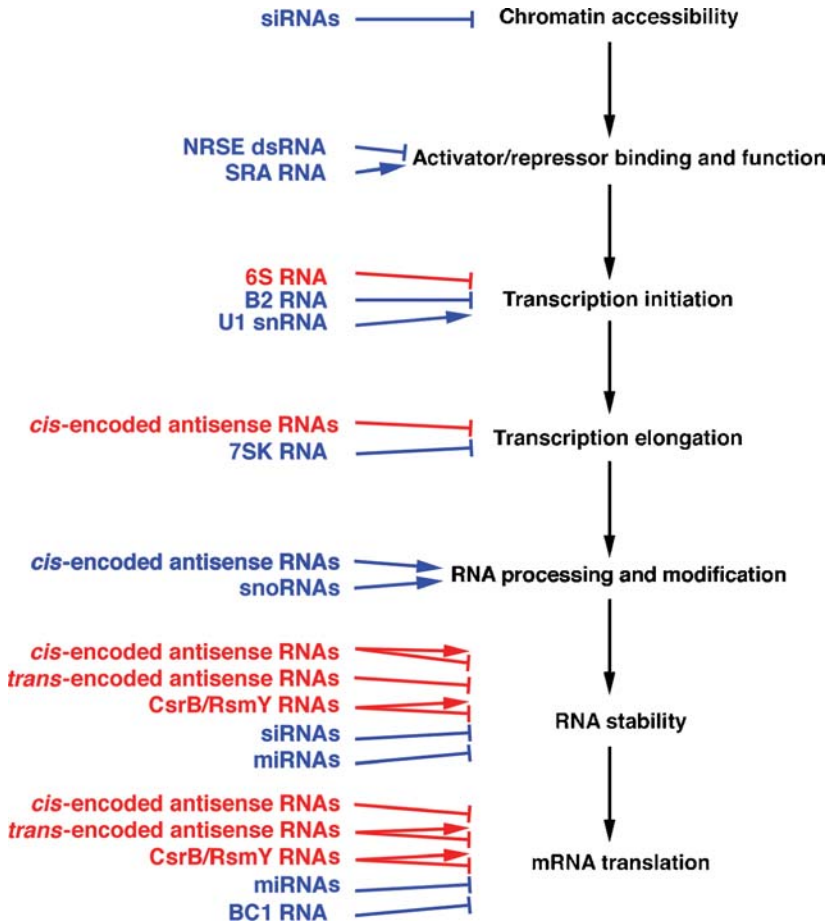 siRNAs
Chromatin accessibility
NRSE dsRNA
SRA RNA
Activator/repressor binding and function
6S RNA
B2 RNA
U1 snRNA
Transcription initiation
cis-encoded antisense RNAs
7SK RNA
Transcription elongation
cis-encoded antisense RNAs
snoRNAs
RNA processing and modification
cis-encoded antisense RNAs
trans-encoded antisense RNAs
CsrB/RsmY RNAs
siRNAs
miRNAs
RNA stability
cis-encoded antisense RNAs
trans-encoded antisense RNAs
CsrB/RsmY RNAs
miRNAs
BC1 RNA
mRNA translation